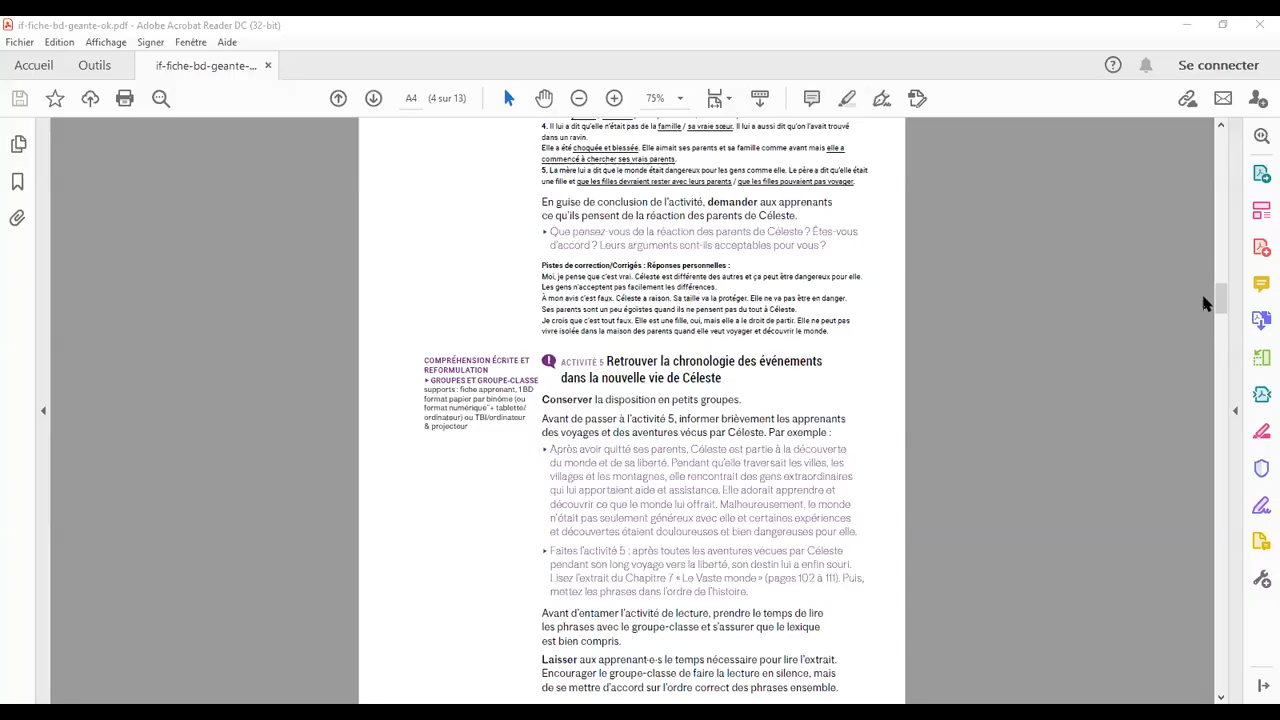 if-fiche-bd-geante-ok.pdf - Adobe Acrobat Reader DC (32-bit)
Fichier Edition Affichage Signer Fenêtre Aide
Accueil Outils if-fiche-bd-geante-... × Se connecter
A4 (4 sur 13) 75%
4. Il lui a dit qu'elle n'était pas de la famille / sa vraie sœur. Il lui a aussi dit qu'on l'avait trouvé
dans un ravin.
Elle a été choquée et blessée. Elle aimait ses parents et sa famille comme avant mais elle a
commencé à chercher ses vrais parents.
5. La mère lui a dit que le monde était dangereux pour les gens comme elle. Le père a dit qu'elle était
une fille et que les filles devraient rester avec leurs parents / que les filles pouvaient pas voyager.
En guise de conclusion de l'activité, demander aux apprenants
ce qu'ils pensent de la réaction des parents de Céleste.
‣ Que pensez-vous de la réaction des parents de Céleste ? Êtes-vous
d'accord ? Leurs arguments sont-ils acceptables pour vous ?
Pistes de correction/Corrigés : Réponses personnelles :
Moi, je pense que c'est vrai. Céleste est différente des autres et ça peut être dangereux pour elle.
Les gens n'acceptent pas facilement les différences.
À mon avis c'est faux. Céleste a raison. Sa taille va la protéger. Elle ne va pas être en danger.
Ses parents sont un peu égoïstes quand ils ne pensent pas du tout à Céleste.
Je crois que c'est tout faux. Elle est une fille, oui, mais elle a le droit de partir. Elle ne peut pas
vivre isolée dans la maison des parents quand elle veut voyager et découvrir le monde.
COMPRÉHENSION ÉCRITE ET
REFORMULATION
‣ GROUPES ET GROUPE-CLASSE
supports : fiche apprenant, 1 BD
format papier par binôme (ou
format numérique + tablette/
ordinateur) ou TBI/ordinateur
& projecteur
ACTIVITÉ 5 Retrouver la chronologie des événements
dans la nouvelle vie de Céleste
Conserver la disposition en petits groupes.
Avant de passer à l'activité 5, informer brièvement les apprenants
des voyages et des aventures vécus par Céleste. Par exemple :
‣ Après avoir quitté ses parents, Céleste est partie à la découverte
du monde et de sa liberté. Pendant qu'elle traversait les villes, les
villages et les montagnes, elle rencontrait des gens extraordinaires
qui lui apportaient aide et assistance. Elle adorait apprendre et
découvrir ce que le monde lui offrait. Malheureusement, le monde
n'était pas seulement généreux avec elle et certaines expériences
et découvertes étaient douloureuses et bien dangereuses pour elle.
‣ Faites l'activité 5 : après toutes les aventures vécues par Céleste
pendant son long voyage vers la liberté, son destin lui a enfin souri.
Lisez l'extrait du Chapitre 7 « Le Vaste monde » (pages 102 à 111). Puis,
mettez les phrases dans l'ordre de l'histoire.
Avant d'entamer l'activité de lecture, prendre le temps de lire
les phrases avec le groupe-classe et s'assurer que le lexique
est bien compris.
Laisser aux apprenant·e·s le temps nécessaire pour lire l'extrait.
Encourager le groupe-classe de faire la lecture en silence, mais
de se mettre d'accord sur l'ordre correct des phrases ensemble.